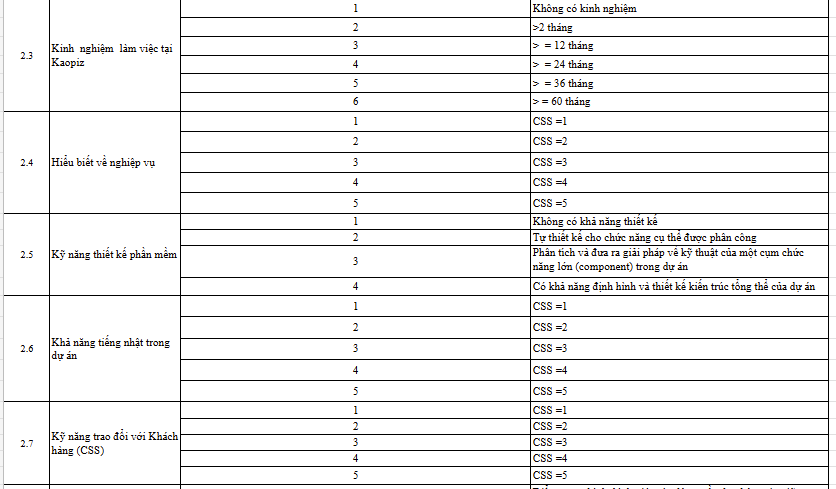 2.3 Kinh nghiệm làm việc tại Kaopiz
1 Không có kinh nghiệm
2 >2 tháng
3 > = 12 tháng
4 > = 24 tháng
5 > = 36 tháng
6 > = 60 tháng
2.4 Hiểu biết về nghiệp vụ
1 CSS =1
2 CSS =2
3 CSS =3
4 CSS =4
5 CSS =5
2.5 Kỹ năng thiết kế phần mềm
1 Không có khả năng thiết kế
2 Tự thiết kế cho chức năng cụ thể được phân công
3 Phân tích và đưa ra giải pháp về kỹ thuật của một cụm chức
năng lớn (component) trong dự án
4 Có khả năng định hình và thiết kế kiến trúc tổng thể của dự án
2.6 Khả năng tiếng nhật trong
dự án
1 CSS =1
2 CSS =2
3 CSS =3
4 CSS =4
5 CSS =5
2.7 Kỹ năng trao đổi với Khách
hàng (CSS)
1 CSS =1
2 CSS =2
3 CSS =3
4 CSS =4
5 CSS =5